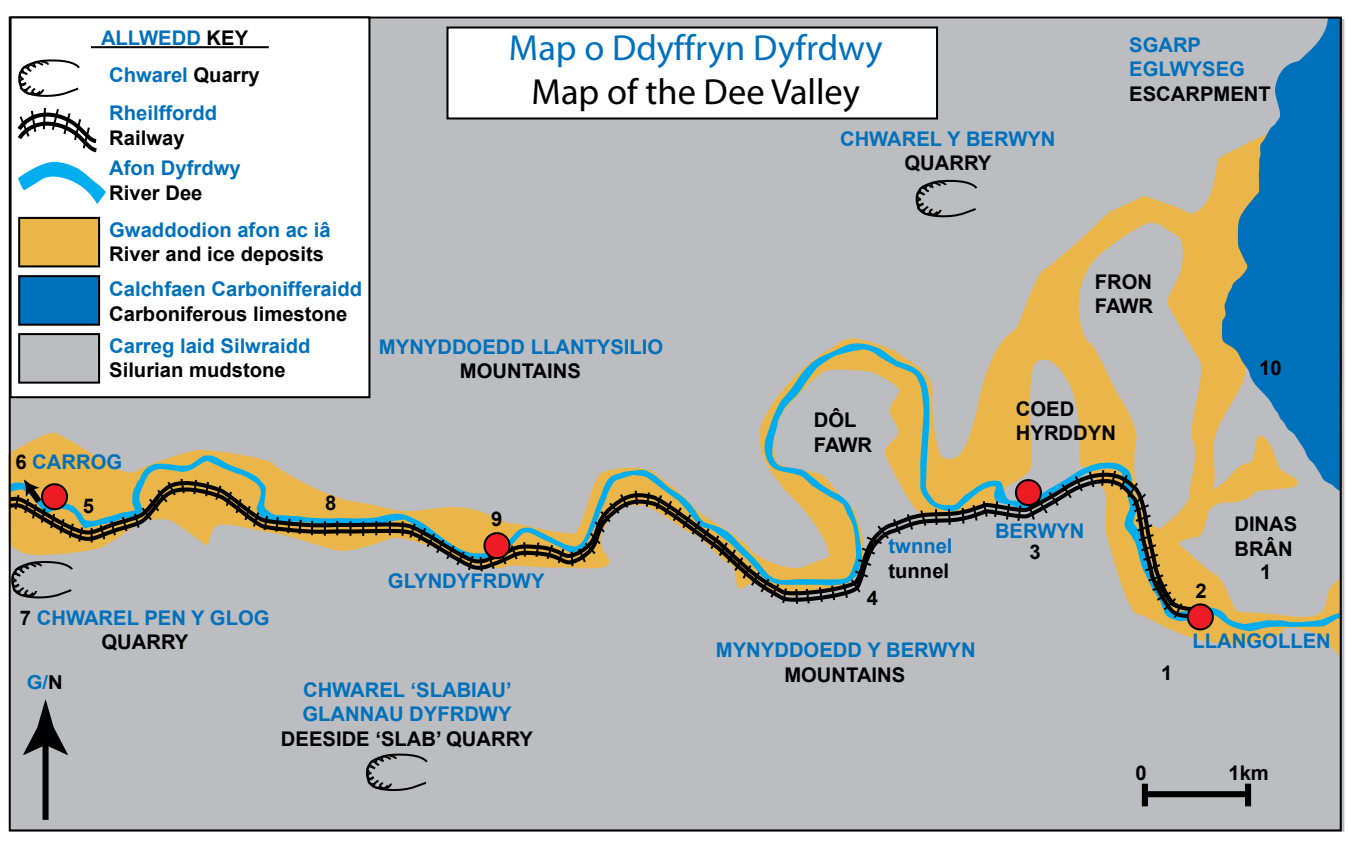 ALLWEDD KEY
Chwarel Quarry
Rheilffordd
Railway
Afon Dyfrdwy
River Dee
Gwaddodion afon ac iâ
River and ice deposits
Calchfaen Carbonifferaidd
Carboniferous limestone
Carreg laid Silwraidd
Silurian mudstone
Map o Ddyffryn Dyfrdwy
Map of the Dee Valley
SGARP
EGLWYSEG
ESCARPMENT
CHWAREL Y BERWYN
QUARRY
FRON
FAWR
MYNYDDOEDD LLANTYSILIO
MOUNTAINS
10
DÔL
FAWR
COED
HYRDDYN
6 CARROG
5
8
9
GLYNDYFRDWY
twnnel
tunnel
4
BERWYN
3
DINAS
BRÂN
1
2
LLANGOLLEN
7 CHWAREL PEN Y GLOG
QUARRY
MYNYDDOEDD Y BERWYN
MOUNTAINS
1
G/N
CHWAREL ‘SLABIAU’
GLANNAU DYFRDWY
DEESIDE ‘SLAB’ QUARRY
0 1km